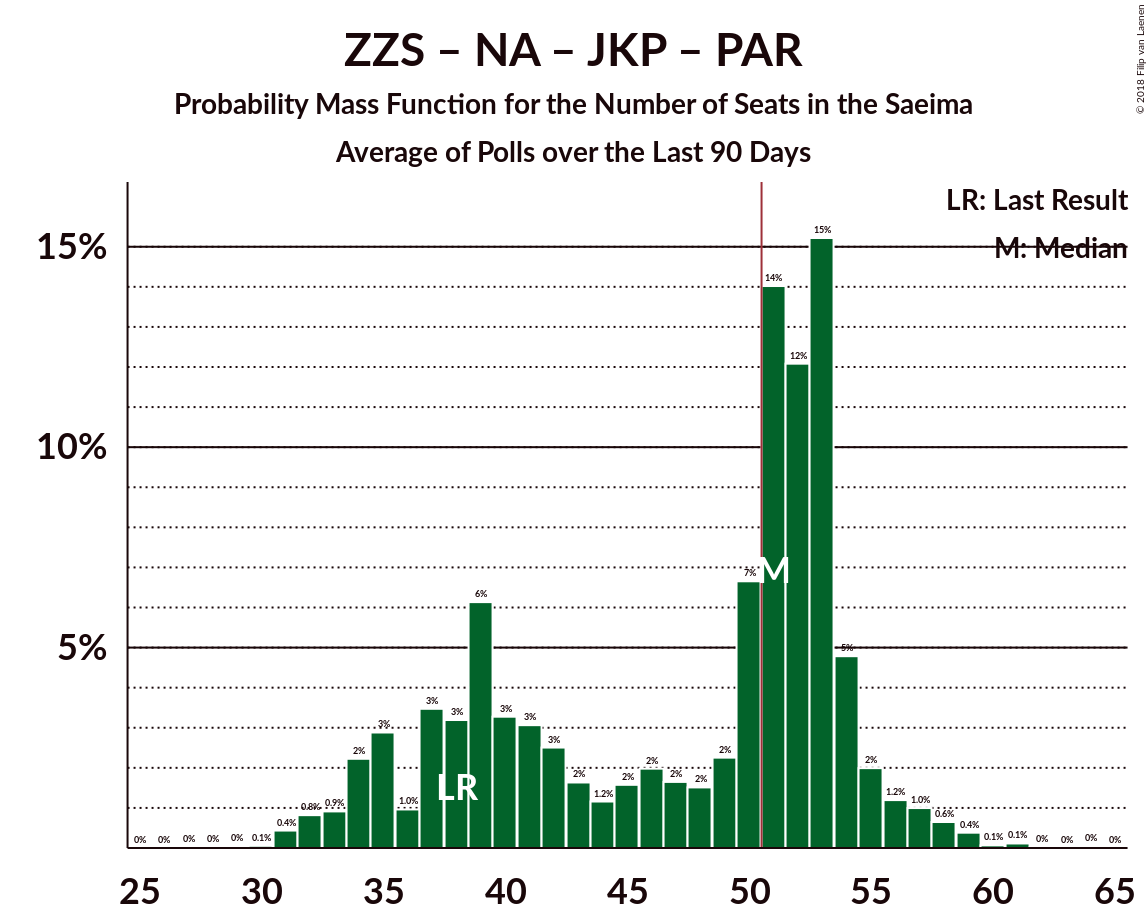 ZZS – NA – JKP – PAR
Probability Mass Function for the Number of Seats in the Saeima
Average of Polls over the Last 90 Days
© 2018 Filip van Laenen
LR: Last Result
M: Median
15%
10%
5%
0% 0% 0% 0% 0% 0.1% 0.4% 0.8% 0.9% 2% 3% 1.0% 3% 3% 6% 3% 3% 3% 2% 1.2% 2% 2% 2% 2% 2% 7% 14% 12% 15% 5% 2% 1.2% 1.0% 0.6% 0.4% 0.1% 0.1% 0% 0% 0% 0%
LR
M
25 30 35 40 45 50 55 60 65